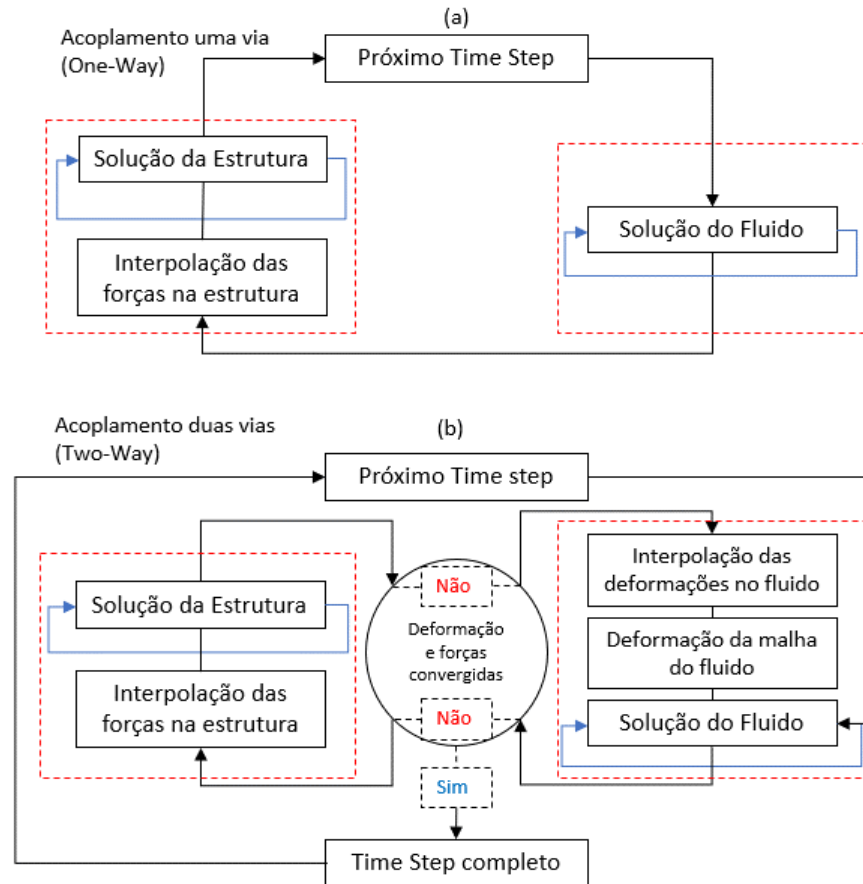 (a)
Acoplamento uma via
(One-Way)
Próximo Time Step
Solução da Estrutura
Interpolação das
forças na estrutura
Solução do Fluido
Acoplamento duas vias
(Two-Way)
(b)
Próximo Time step
Solução da Estrutura
Interpolação das
forças na estrutura
Não
Deformação
e forças
convergidas
Não
Sim
Interpolação das
deformações no fluido
Deformação da malha
do fluido
Solução do Fluido
Time Step completo